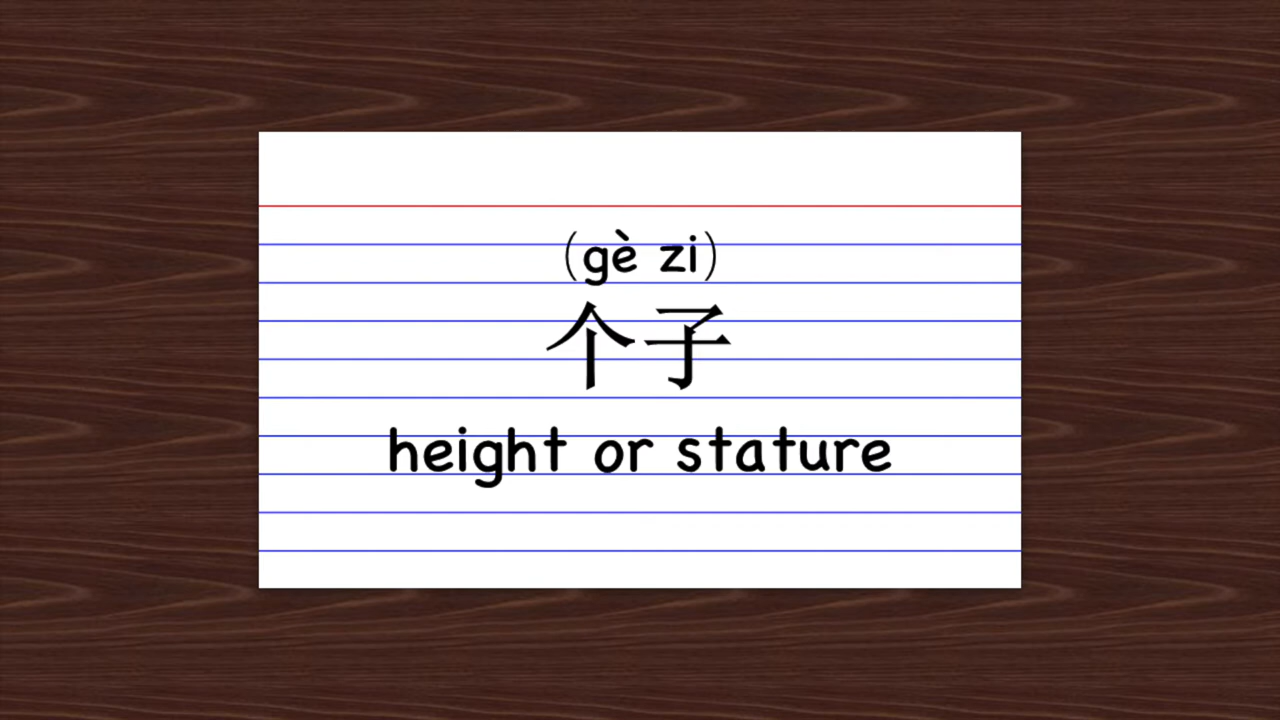 (gè zi)
个子
height or stature